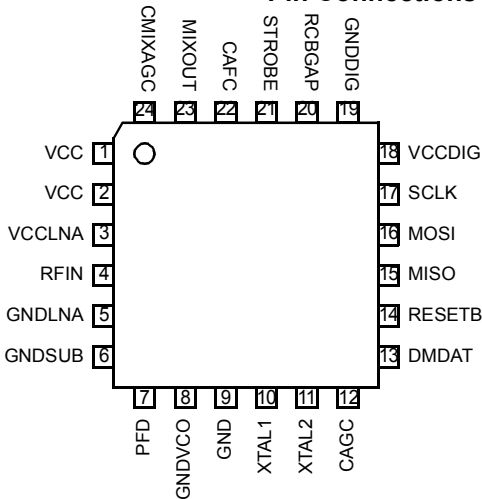 CMIXAGC MIXOUT CAFC STROBE RCBGAP GNDDIG
24 23 22 21 20 19
VCC 1 18 VCCDIG
VCC 2 17 SCLK
VCCLNA 3 16 MOSI
RFIN 4 15 MISO
GNDLNA 5 14 RESETB
GNDSUB 6 13 DMDAT
7 8 9 10 11 12
PFD GNDVCO GND XTAL1 XTAL2 CAGC